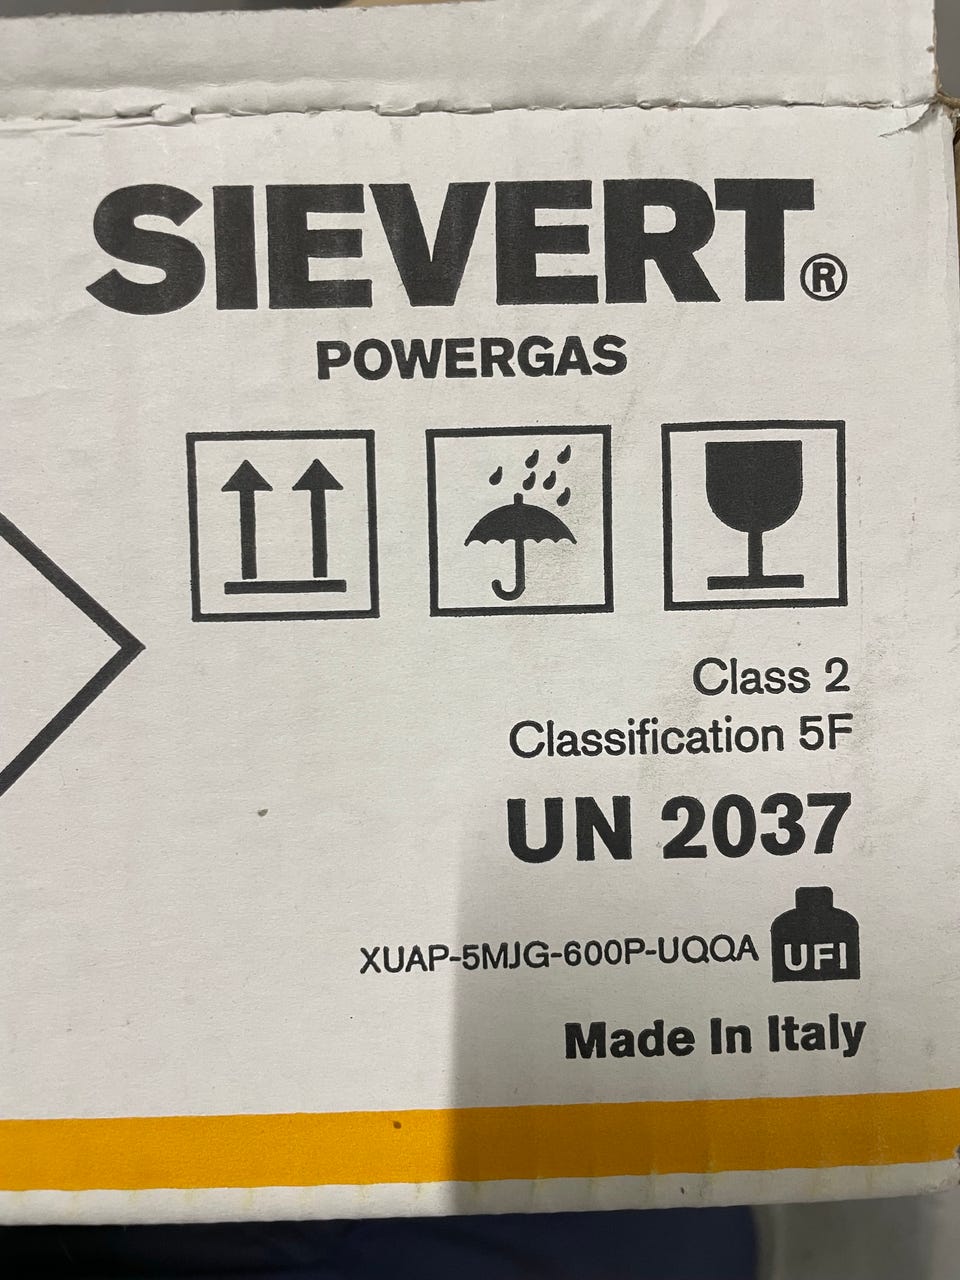 SIEVERT®
POWERGAS
Class 2
Classification 5F
UN 2037
XUAP-5MJG-600P-UQQA UFI
Made In Italy